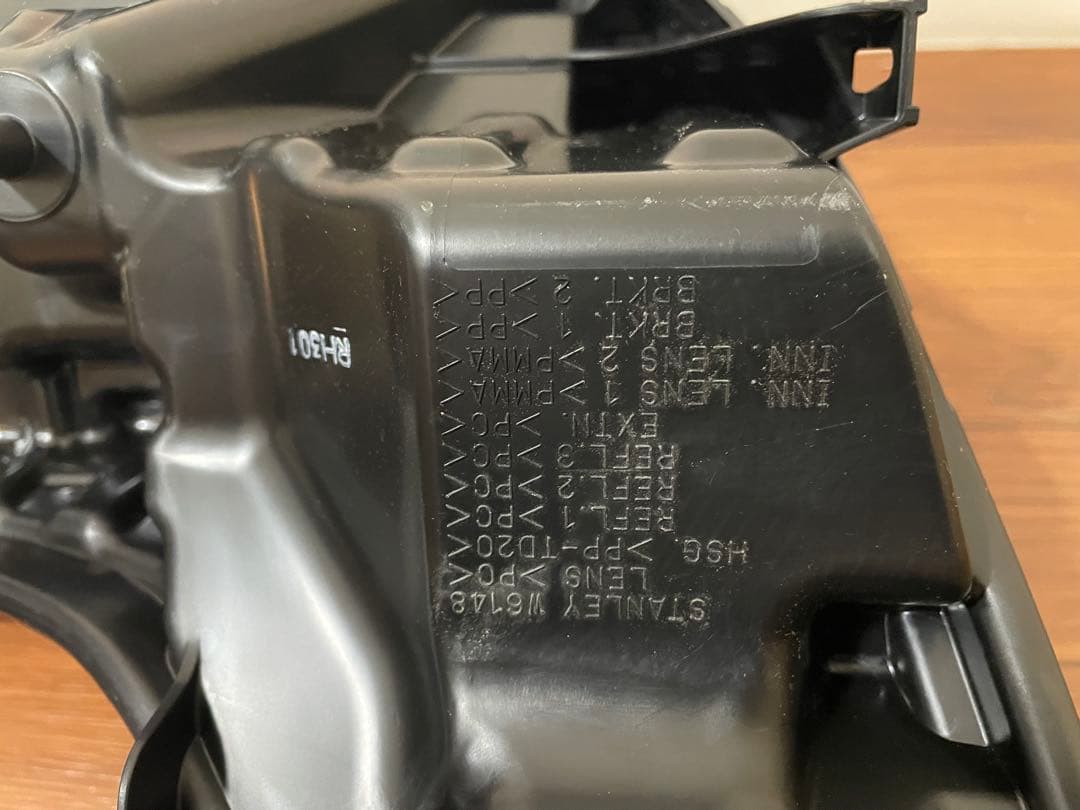 STANLEY W6148
LENS >PC<
HSG. >PP-TD20<
REFL.1 >PC<
REFL.2 >PC<
REFL.3 >PC<
EXTN. >PC<
INN. LENS 1 >PMMA<
INN. LENS 2 >PMMA<
BRKT. 1 >PP<
BRKT. 2 >PP<
RH301